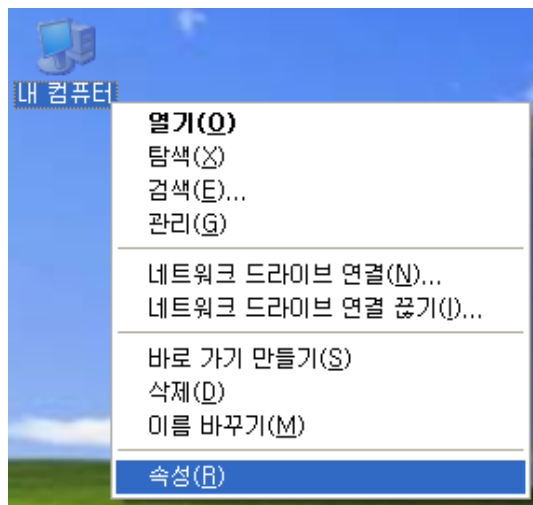 내 컴퓨터
열기(O)
탐색(X)
검색(E)...
관리(G)
네트워크 드라이브 연결(N)...
네트워크 드라이브 연결 끊기(I)...
바로 가기 만들기(S)
삭제(D)
이름 바꾸기(M)
속성(R)